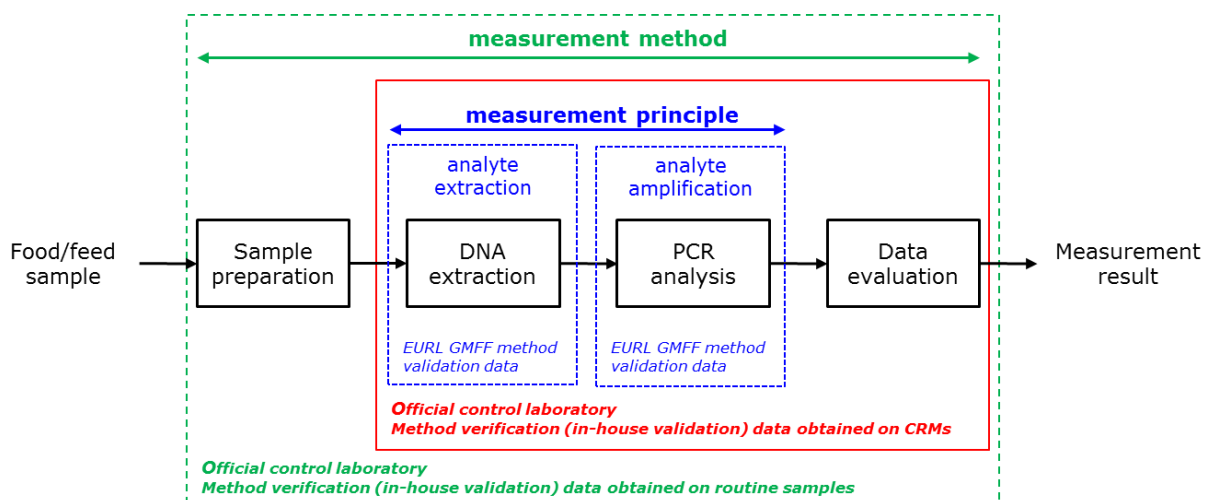 measurement method
measurement principle
analyte
extraction
analyte
amplification
Food/feed
sample
Sample
preparation
DNA
extraction
PCR
analysis
Data
evaluation
Measurement
result
EURL GMFF method
validation data
EURL GMFF method
validation data
Official control laboratory
Method verification (in-house validation) data obtained on CRMs
Official control laboratory
Method verification (in-house validation) data obtained on routine samples